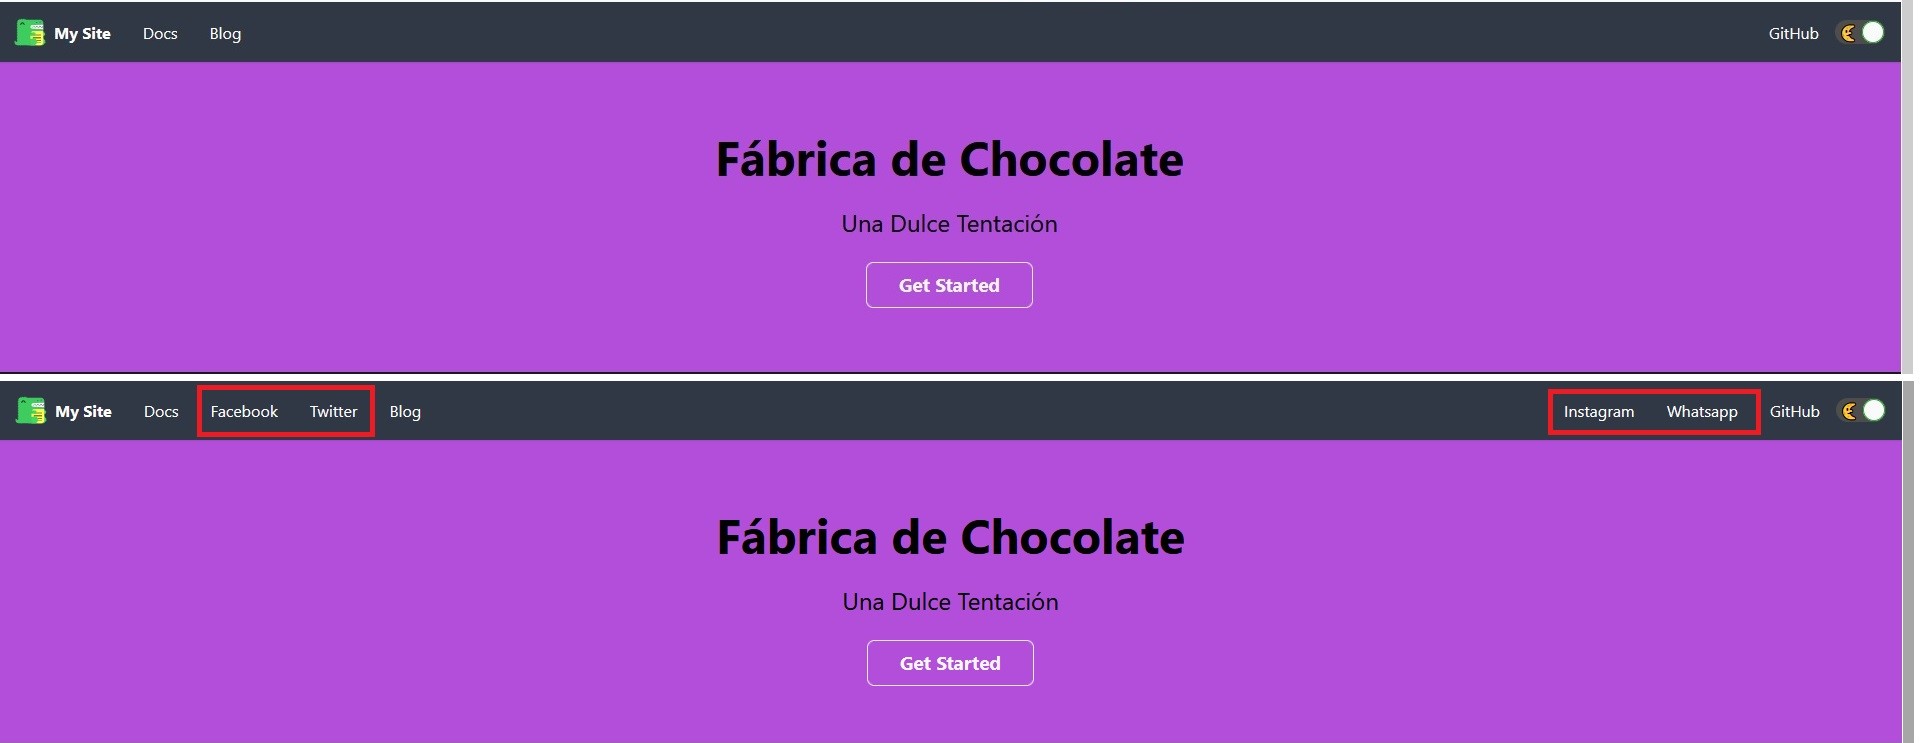 My Site Docs Blog GitHub
Fábrica de Chocolate
Una Dulce Tentación
Get Started
My Site Docs Facebook Twitter Blog Instagram Whatsapp GitHub
Fábrica de Chocolate
Una Dulce Tentación
Get Started